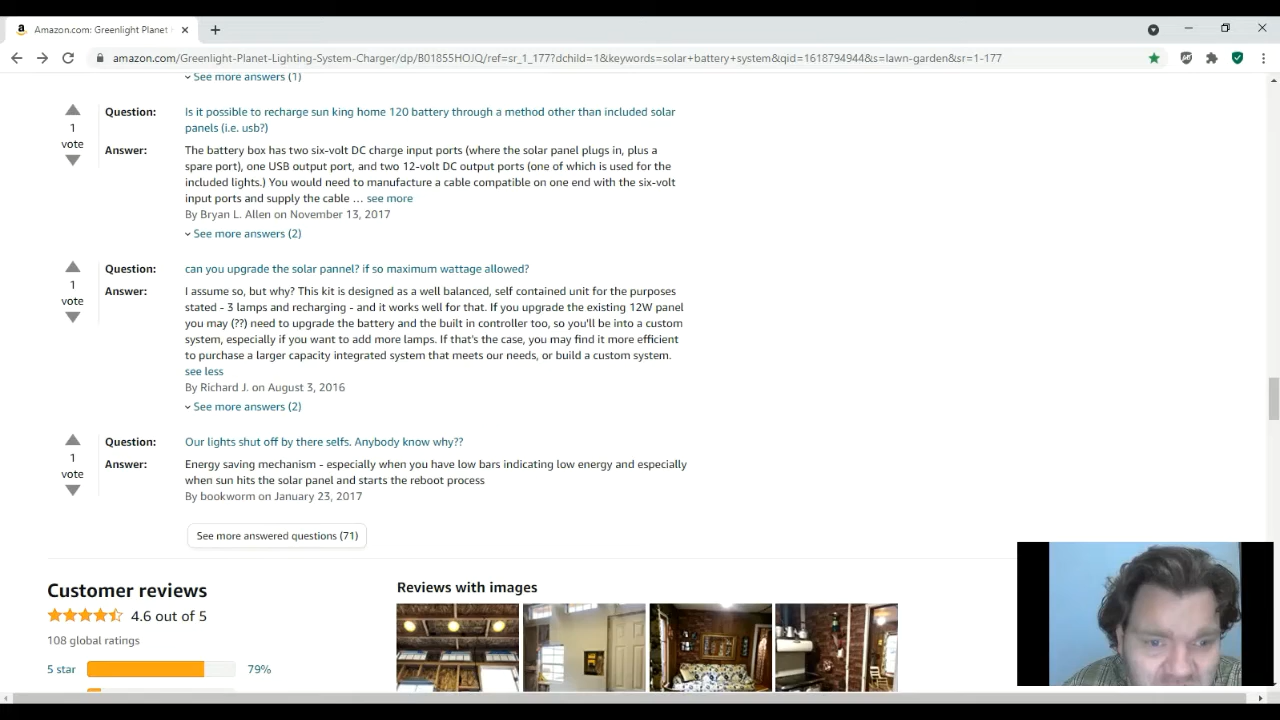 Amazon.com: Greenlight Planet
amazon.com/Greenlight-Planet-Lighting-System-Charger/dp/B01855HOJO/ref=sr_1_177?dchild=1&keywords=solar+battery+system&qid=1618794944&s=lawn-garden&sr=1-177
See more answers (1)
1
vote
Question: Is it possible to recharge sun king home 120 battery through a method other than included solar
panels (i.e. usb?)
Answer: The battery box has two six-volt DC charge input ports (where the solar panel plugs in, plus a
spare port), one USB output port, and two 12-volt DC output ports (one of which is used for the
included lights.) You would need to manufacture a cable compatible on one end with the six-volt
input ports and supply the cable … see more
By Bryan L. Allen on November 13, 2017
See more answers (2)
1
vote
Question: can you upgrade the solar pannel? if so maximum wattage allowed?
Answer: I assume so, but why? This kit is designed as a well balanced, self contained unit for the purposes
stated - 3 lamps and recharging - and it works well for that. If you upgrade the existing 12W panel
you may (??) need to upgrade the battery and the built in controller too, so you'll be into a custom
system, especially if you want to add more lamps. If that's the case, you may find it more efficient
to purchase a larger capacity integrated system that meets our needs, or build a custom system.
see less
By Richard J. on August 3, 2016
See more answers (2)
1
vote
Question: Our lights shut off by there selfs. Anybody know why??
Answer: Energy saving mechanism - especially when you have low bars indicating low energy and especially
when sun hits the solar panel and starts the reboot process
By bookworm on January 23, 2017
See more answered questions (71)
Customer reviews
4.6 out of 5
108 global ratings
5 star 79%
Reviews with images